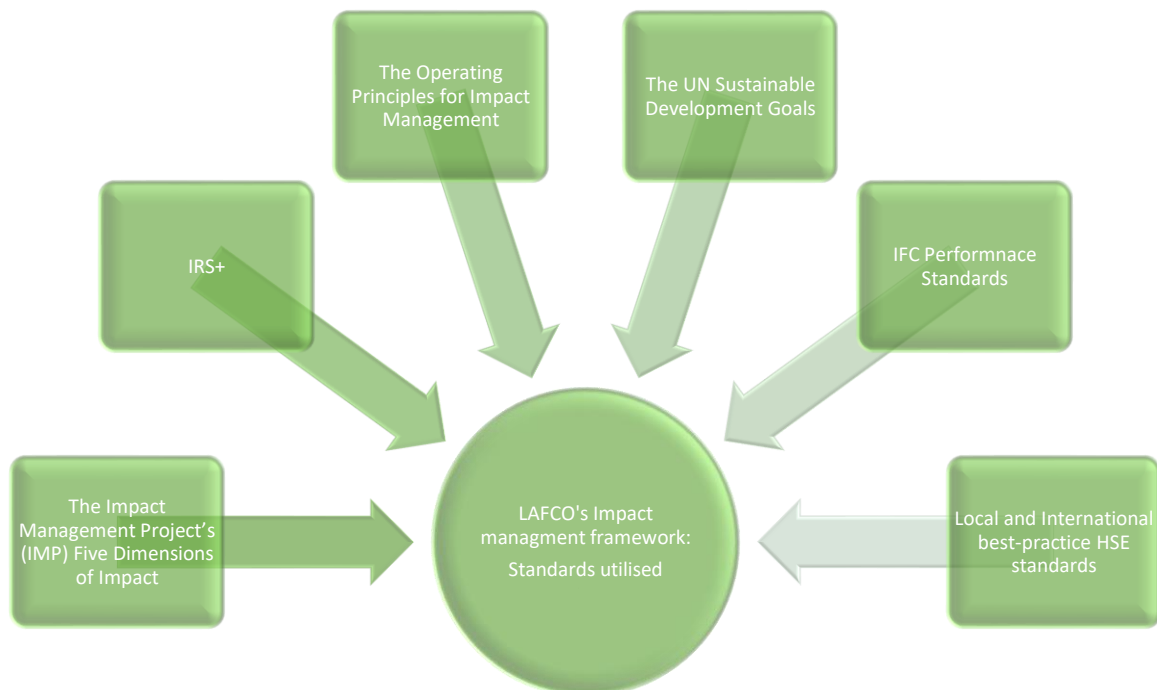 The Operating
Principles for Impact
Management
The UN Sustainable
Development Goals
IRS+
IFC Performnace
Standards
The Impact
Management Project’s
(IMP) Five Dimensions
of Impact
LAFCO's Impact
managment framework:
Standards utilised
Local and International
best-practice HSE
standards